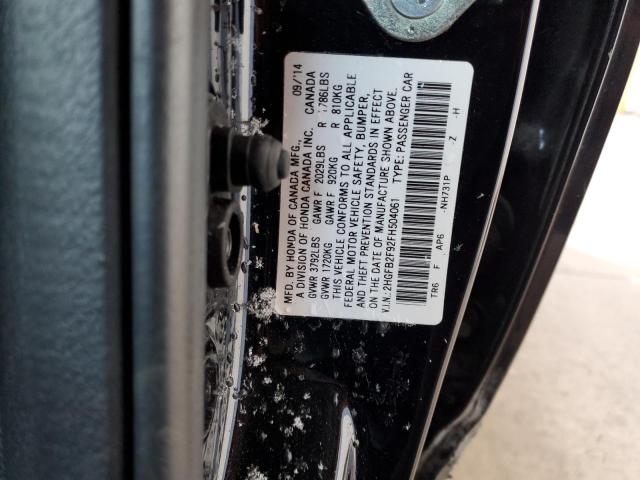 MFD. BY HONDA OF CANADA MFG., 09/'14
A DIVISION OF HONDA CANADA INC. CANADA
GVWR 3792LBS GAWR F 2029LBS R 1786LBS
GVWR 1720KG GAWR F 920KG R 810KG
THIS VEHICLE CONFORMS TO ALL APPLICABLE
FEDERAL MOTOR VEHICLE SAFETY, BUMPER,
AND THEFT PREVENTION STANDARDS IN EFFECT
ON THE DATE OF MANUFACTURE SHOWN ABOVE.
V.I.N.:2HGFB2F92FH504061 TYPE: PASSENGER CAR
TR6 F AP6 -NH731P -Z -H